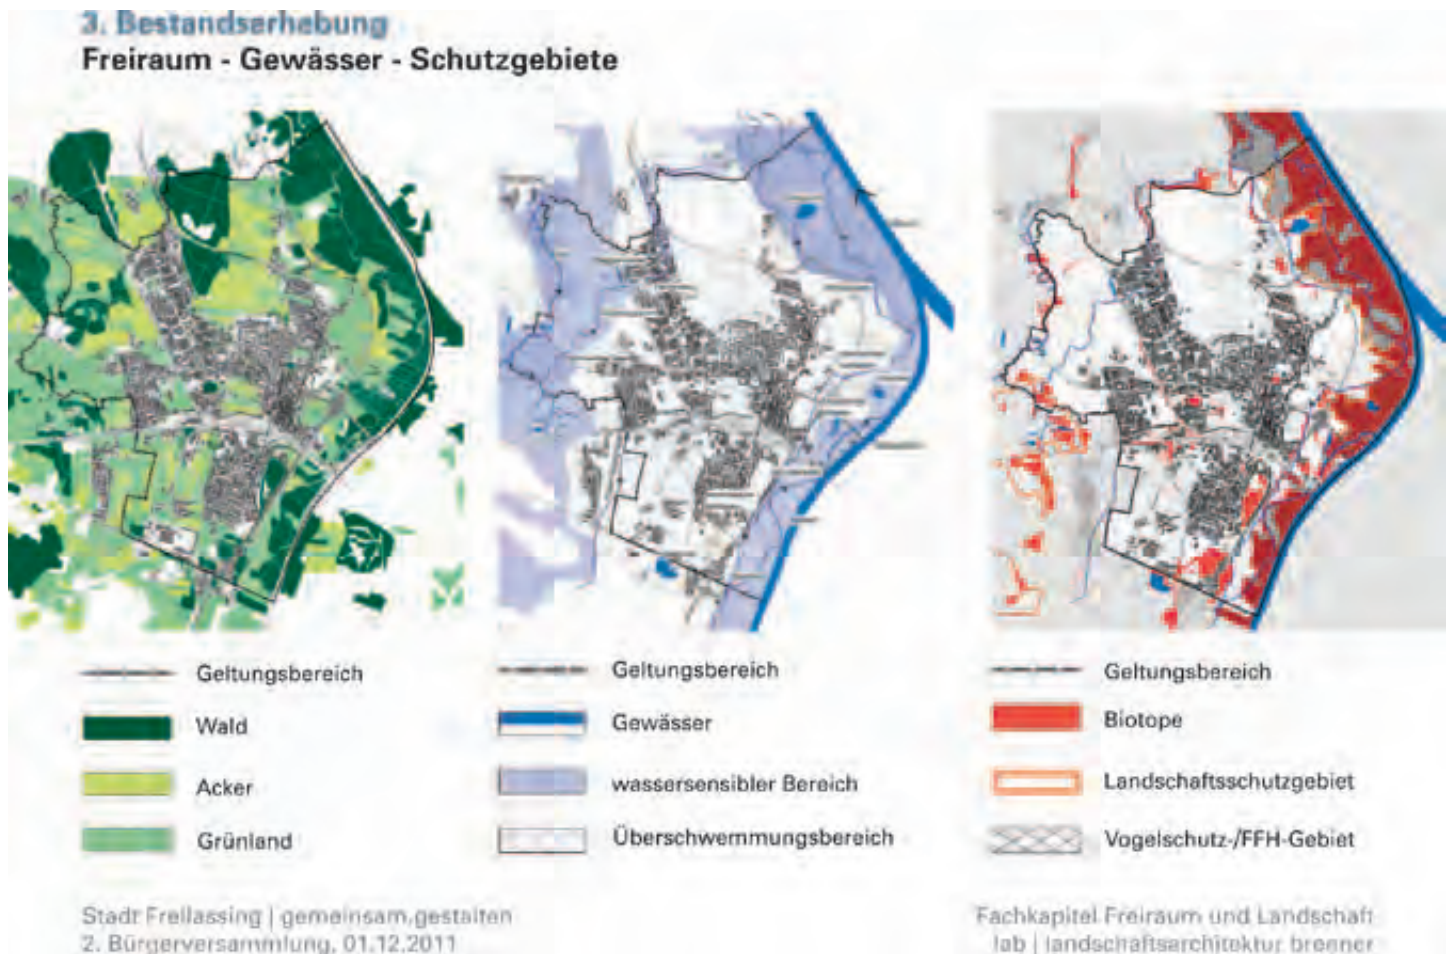 3. Bestandserhebung
Freiraum - Gewässer - Schutzgebiete
Geltungsbereich
Wald
Acker
Grünland
Geltungsbereich
Gewässer
wassersensibler Bereich
Überschwemmungsbereich
Geltungsbereich
Biotope
Landschaftsschutzgebiet
Vogelschutz-/FFH-Gebiet
Stadt Freilassing | gemeinsam.gestalten
2. Bürgerversammlung, 01.12.2011
Fachkapitel Freiraum und Landschaft
lab | landschaftsarchitektur brenner